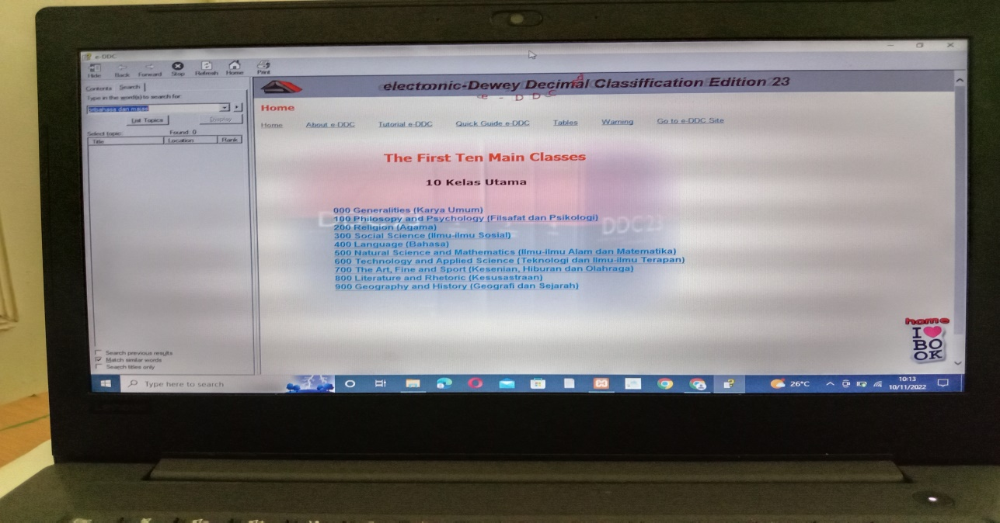 e-DDC
Hide Back Forward Stop Refresh Home Print
Contents Search
Type in the word(s) to search for:
pribahasa dan majas
List Topics Display
Select topic: Found: 0
Title Location Rank
Search previous results
Match similar words
Search titles only
electronic-Dewey Decimal Classiffication Edition 23
e - D D C
Home
Home About e-DDC Tutorial e-DDC Quick Guide e-DDC Tables Warning Go to e-DDC Site
The First Ten Main Classes
10 Kelas Utama
000 Generalities (Karya Umum)
100 Philosopy and Psychology (Filsafat dan Psikologi)
200 Religion (Agama)
300 Social Science (Ilmu-ilmu Sosial)
400 Language (Bahasa)
500 Natural Science and Mathematics (Ilmu-ilmu Alam dan Matematika)
600 Technology and Applied Science (Teknologi dan Ilmu-ilmu Terapan)
700 The Art, Fine and Sport (Kesenian, Hiburan dan Olahraga)
800 Literature and Rhetoric (Kesusastraan)
900 Geography and History (Geografi dan Sejarah)
DDC23
home
I
BO
OK
Type here to search
26°C
10:13
10/11/2022